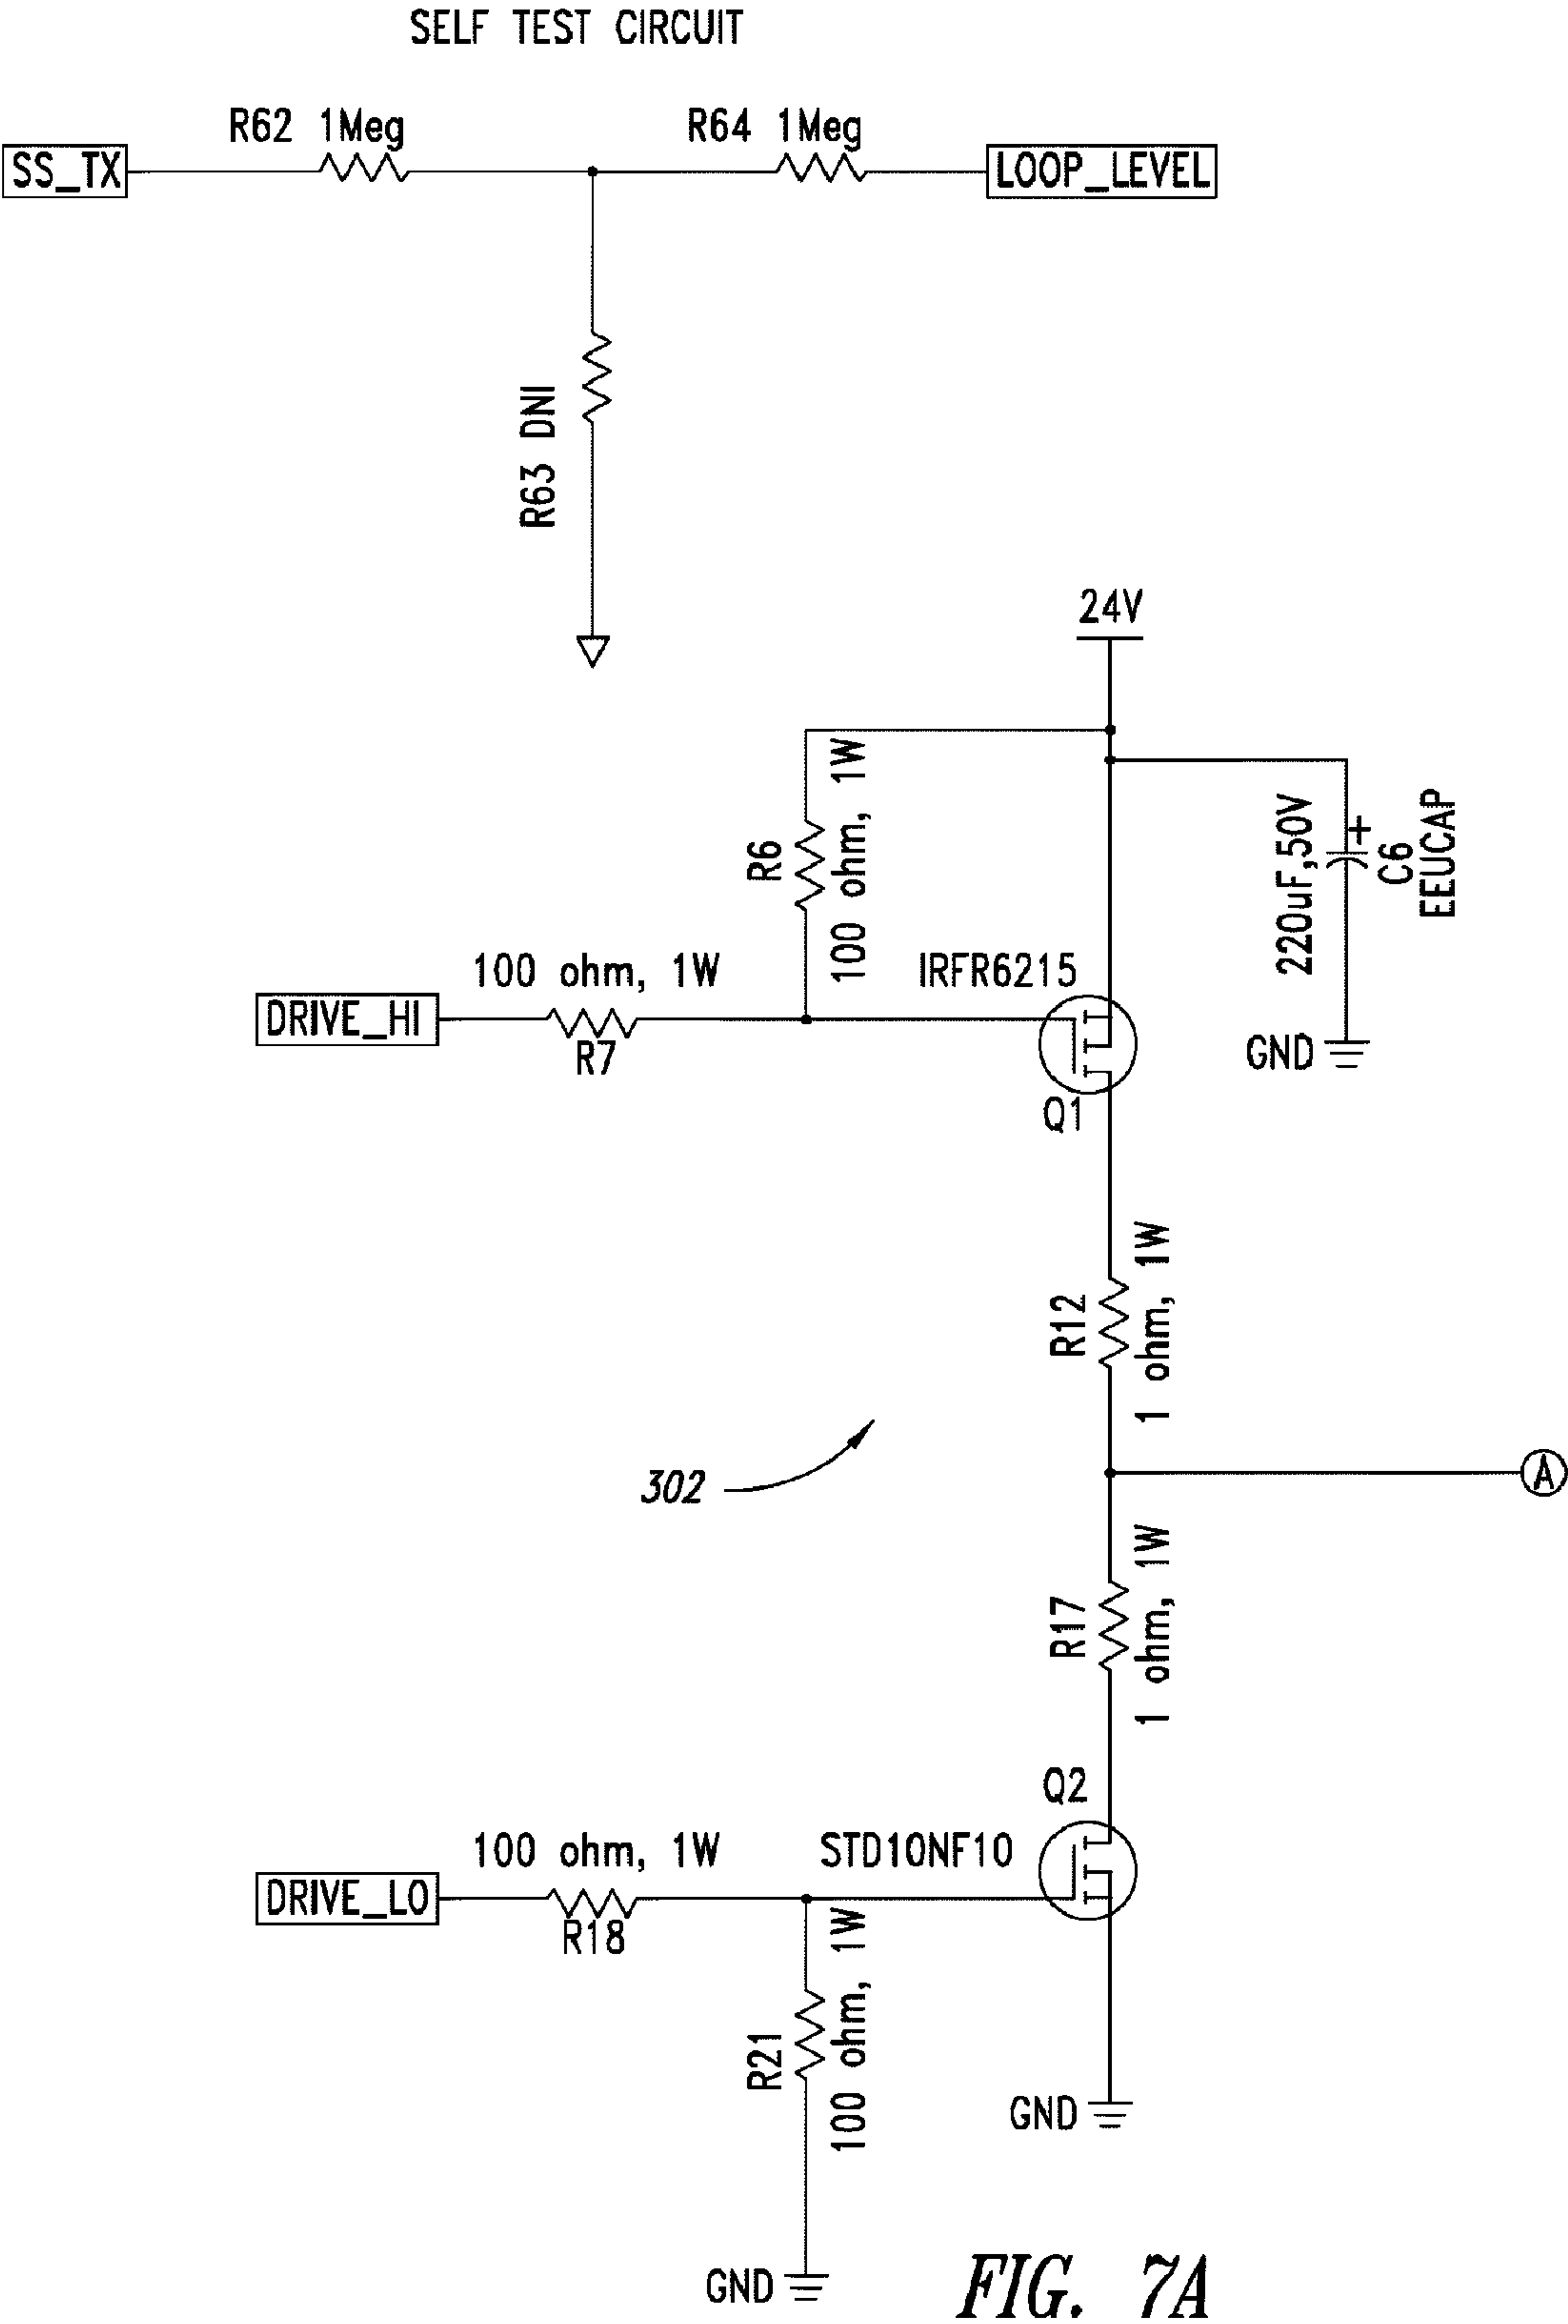 SELF TEST CIRCUIT
R62 1Meg
R64 1Meg
SS_TX
LOOP_LEVEL
R63 DNI
24V
R6
100 ohm, 1W
220uF,50V
+
C6
EEUCAP
100 ohm, 1W
IRFR6215
DRIVE_HI
R7
GND
Q1
R12
1 ohm, 1W
302
A
R17
1 ohm, 1W
Q2
100 ohm, 1W
STD10NF10
DRIVE_LO
R18
R21
100 ohm, 1W
GND
GND
FIG. 7A